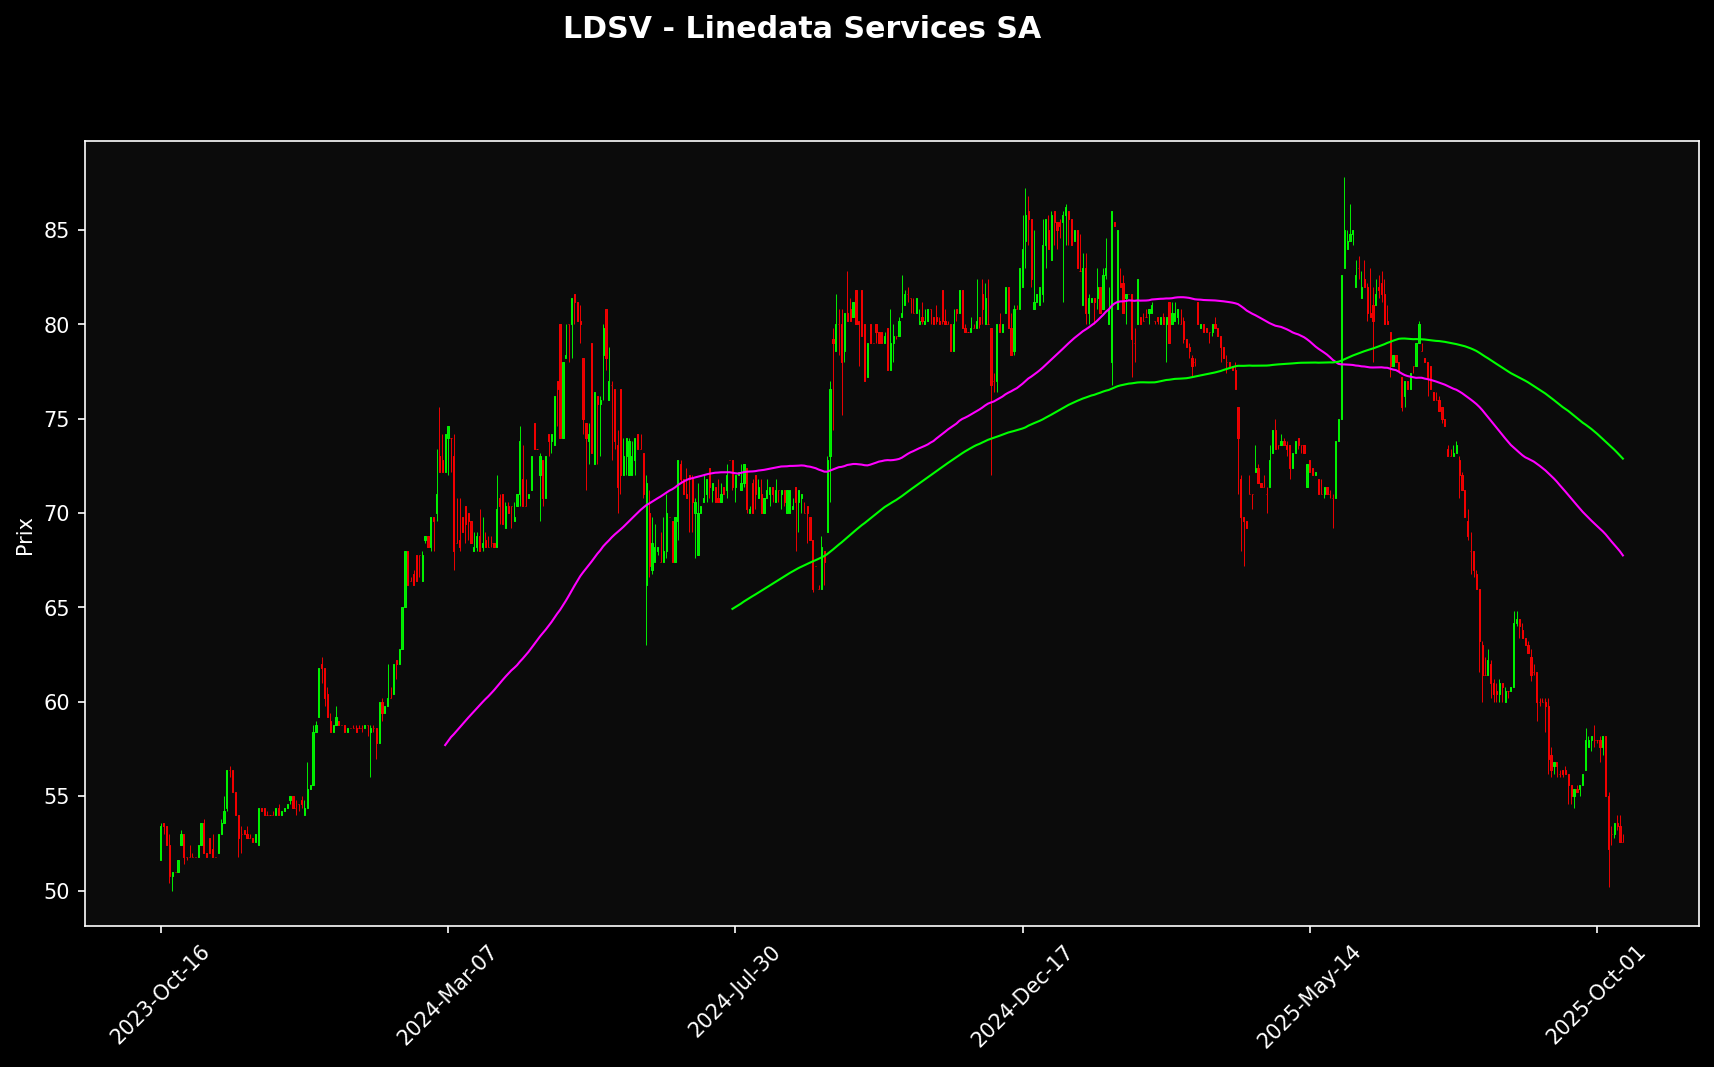 LDSV - Linedata Services SA
Prix
85
80
75
70
65
60
55
50
2023-Oct-16
2024-Mar-07
2024-Jul-30
2024-Dec-17
2025-May-14
2025-Oct-01